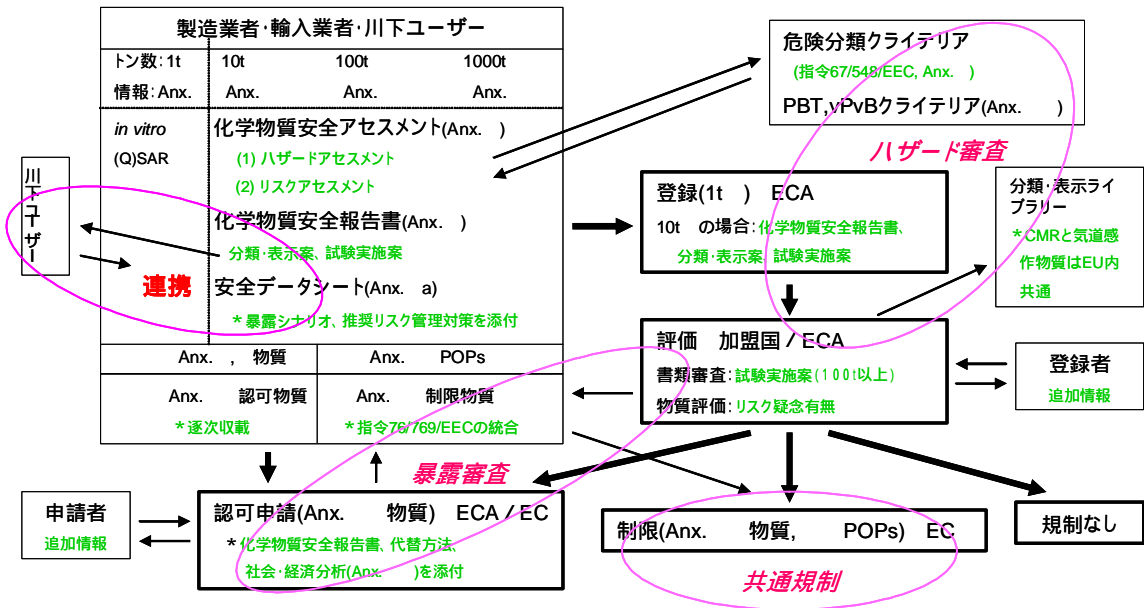 製造業者・輸入業者・川下ユーザー
トン数:1t 10t 100t 1000t
情報:Anx. Anx. Anx. Anx.
in vitro
(Q)SAR
化学物質安全アセスメント(Anx. )
(1) ハザードアセスメント
(2) リスクアセスメント
化学物質安全報告書(Anx. )
分類・表示案、試験実施案
連携
安全データシート(Anx. a)
*暴露シナリオ、推奨リスク管理対策を添付
Anx. , 物質
Anx. POPs
Anx. 認可物質
*逐次収載
Anx. 制限物質
*指令76/769/EECの統合
川下ユーザー
危険分類クライテリア
(指令67/548/EEC, Anx. )
PBT,vPvBクライテリア(Anx. )
ハザード審査
登録(1t ) ECA
10t の場合:化学物質安全報告書、
分類・表示案、試験実施案
分類・表示ライ
ブラリー
*CMRと気道感
作物質はEU内
共通
評価 加盟国/ECA
書類審査:試験実施案(100t以上)
物質評価:リスク疑念有無
登録者
追加情報
暴露審査
申請者
追加情報
認可申請(Anx. 物質) ECA/EC
*化学物質安全報告書、代替方法、
社会・経済分析(Anx. )を添付
制限(Anx. 物質, POPs) EC
共通規制
規制なし